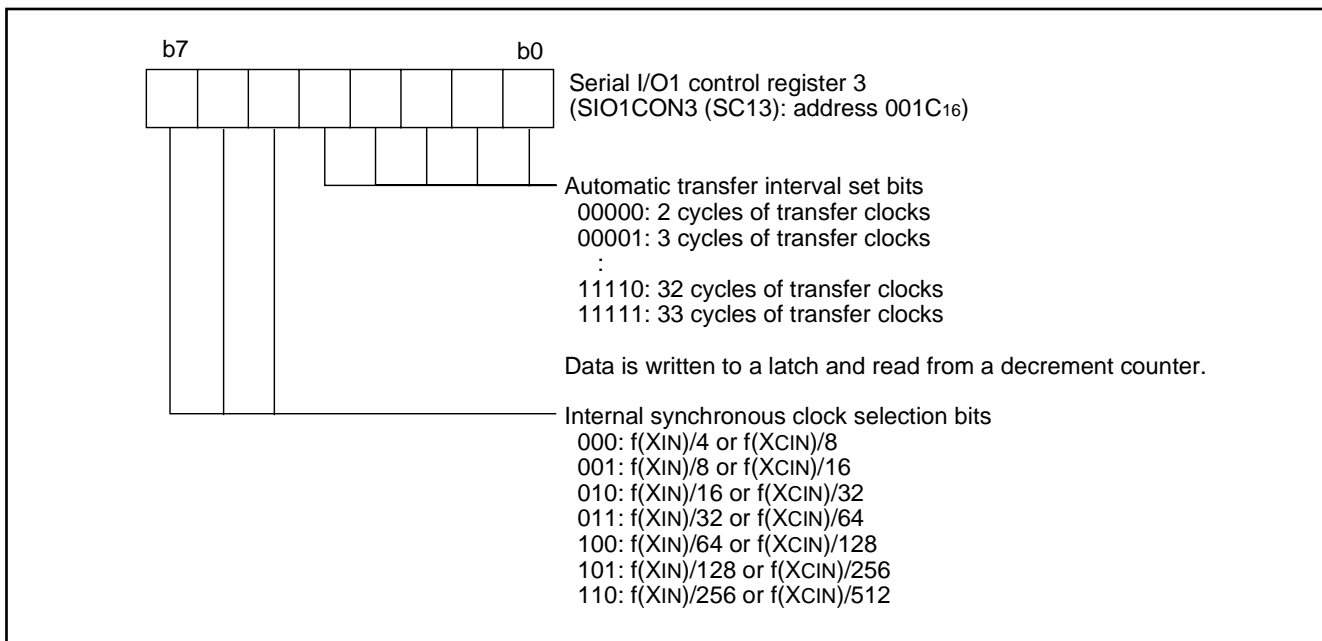 b7 b0
Serial I/O1 control register 3
(SIO1CON3 (SC13): address 001C16)
Automatic transfer interval set bits
00000: 2 cycles of transfer clocks
00001: 3 cycles of transfer clocks
:
11110: 32 cycles of transfer clocks
11111: 33 cycles of transfer clocks
Data is written to a latch and read from a decrement counter.
Internal synchronous clock selection bits
000: f(XIN)/4 or f(XCIN)/8
001: f(XIN)/8 or f(XCIN)/16
010: f(XIN)/16 or f(XCIN)/32
011: f(XIN)/32 or f(XCIN)/64
100: f(XIN)/64 or f(XCIN)/128
101: f(XIN)/128 or f(XCIN)/256
110: f(XIN)/256 or f(XCIN)/512